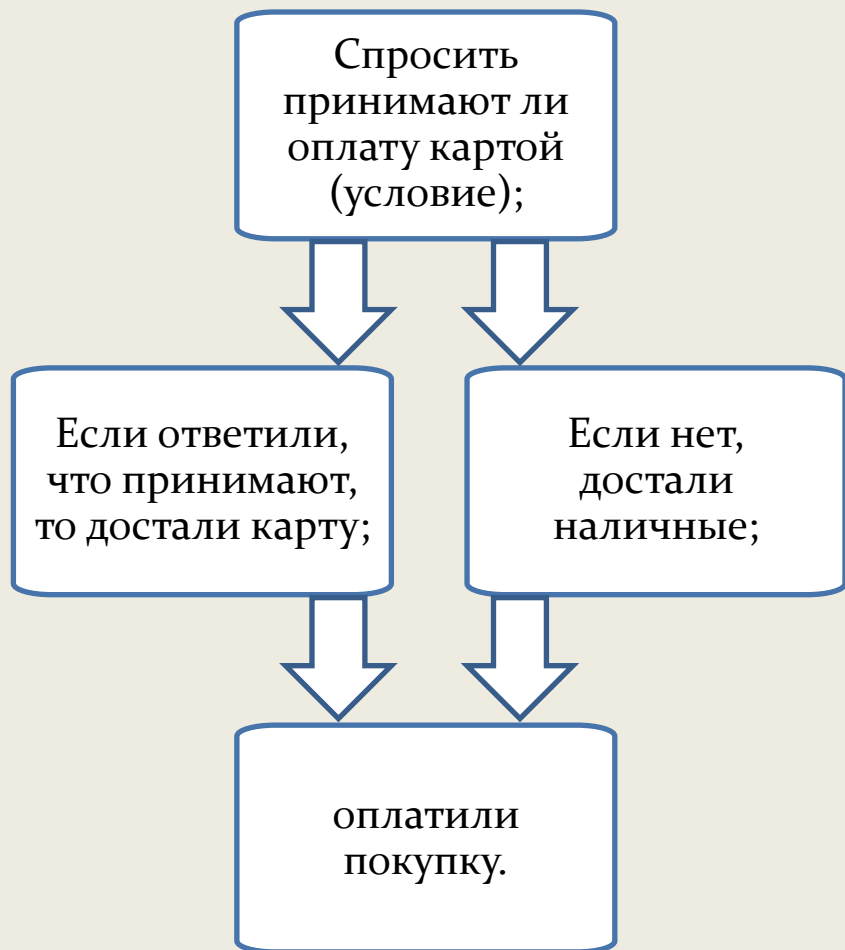 Спросить
принимают ли
оплату картой
(условие);
Если ответили,
что принимают,
то достали карту;
Если нет,
достали
наличные;
оплатили
покупку.